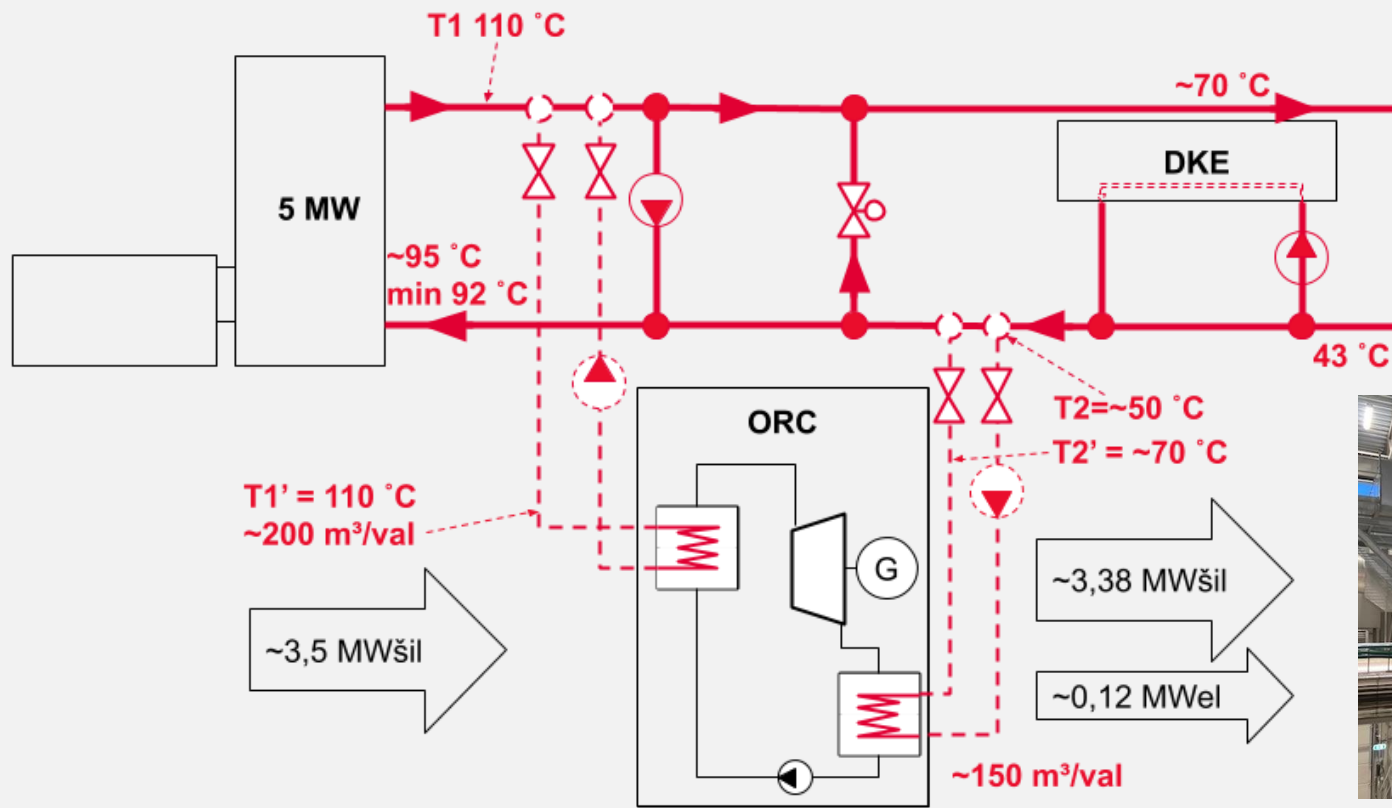 T1 110 ˚C
~70 ˚C
DKE
5 MW
~95 ˚C
min 92 ˚C
43 ˚C
ORC
T2=~50 ˚C
T2’ = ~70 ˚C
T1’ = 110 ˚C
~200 m³/val
G
~3,5 MWšil
~3,38 MWšil
~0,12 MWel
~150 m³/val